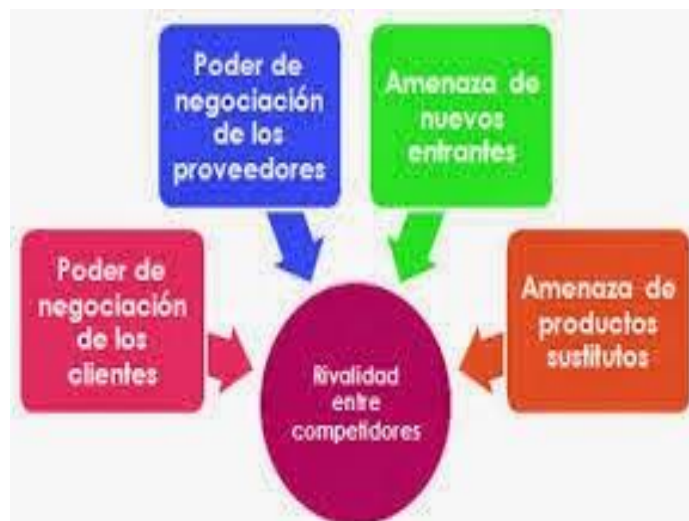 Poder de
negociación
de los
proveedores
Amenaza de
nuevos
entrantes
Poder de
negociación
de los
clientes
Amenaza de
productos
sustitutos
Rivalidad
entre
competidores